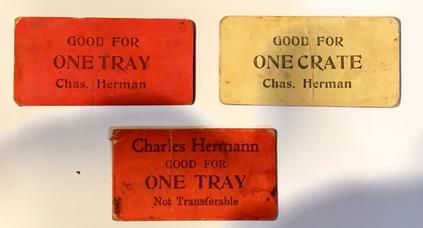 GOOD FOR
ONE TRAY
Chas. Herman
GOOD FOR
ONE CRATE
Chas. Herman
Charles Hermann
GOOD FOR
ONE TRAY
Not Transferable